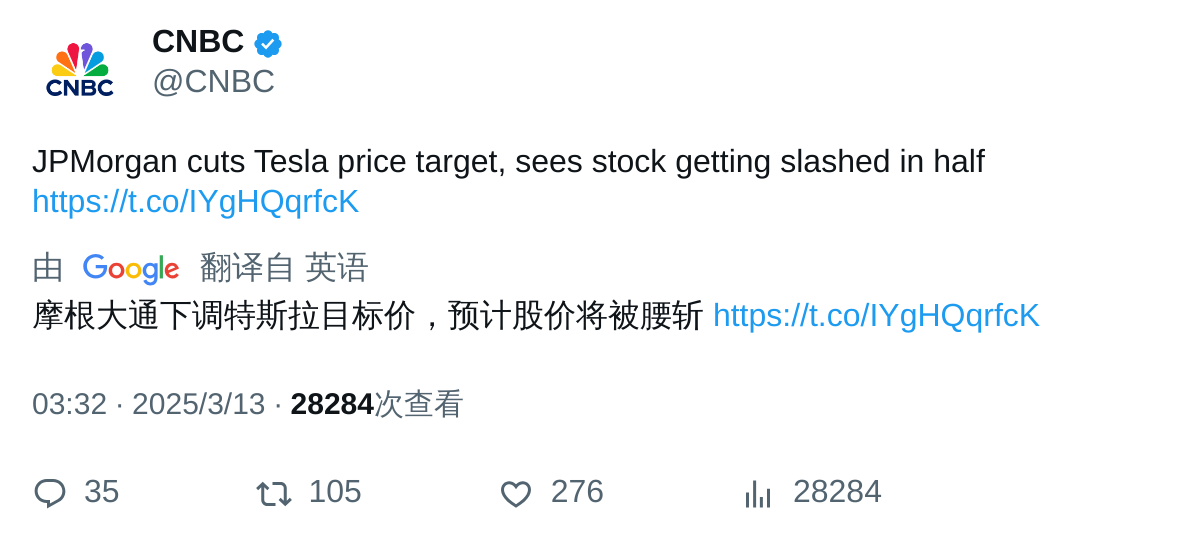 CNBC
CNBC
@CNBC
JPMorgan cuts Tesla price target, sees stock getting slashed in half
https://t.co/IYgHQqrfcK
由 Google 翻译自 英语
摩根大通下调特斯拉目标价，预计股价将被腰斩 https://t.co/IYgHQqrfcK
03:32 · 2025/3/13 · 28284次查看
35 105 276 28284